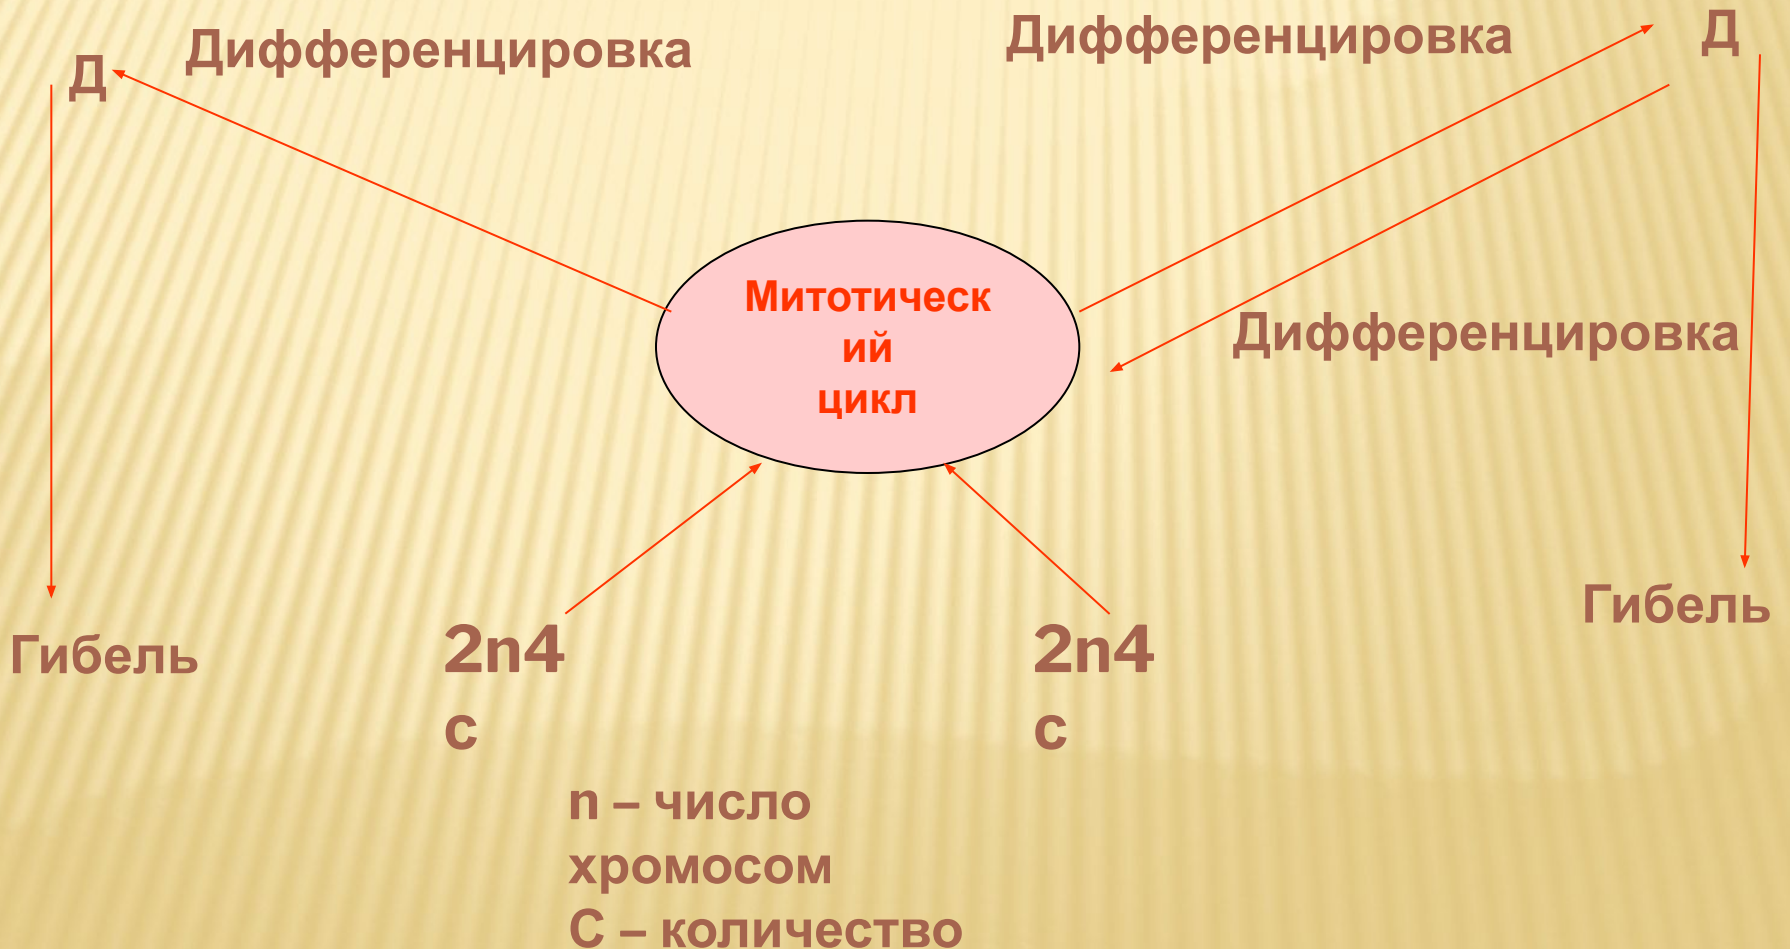 Дифференцировка
Д
Дифференцировка
Д
Митотическ
ий
цикл
Дифференцировка
Гибель
Гибель
2n4
c
2n4
c
n – число
хромосом
С – количество